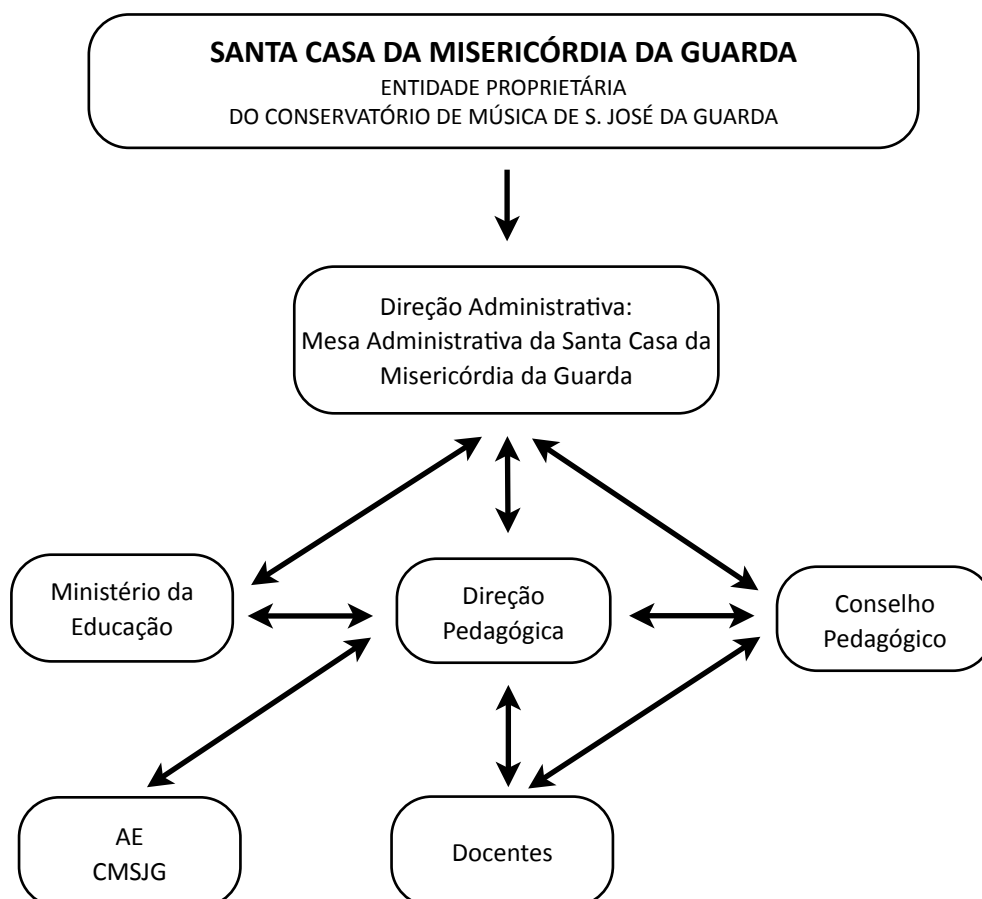 SANTA CASA DA MISERICÓRDIA DA GUARDA
ENTIDADE PROPRIETÁRIA
DO CONSERVATÓRIO DE MÚSICA DE S. JOSÉ DA GUARDA
Direção Administrativa:
Mesa Administrativa da Santa Casa da
Misericórdia da Guarda
Ministério da
Educação
Direção
Pedagógica
Conselho
Pedagógico
AE
CMSJG
Docentes